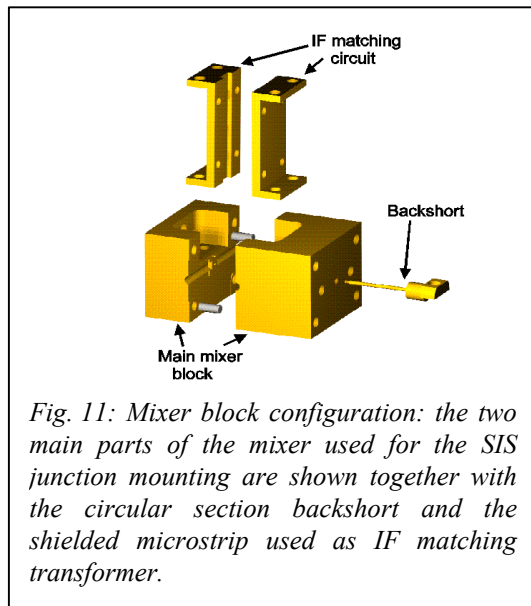 IF matching
circuit
Backshort
Main mixer
block
Fig. 11: Mixer block configuration: the two
main parts of the mixer used for the SIS
junction mounting are shown together with
the circular section backshort and the
shielded microstrip used as IF matching
transformer.